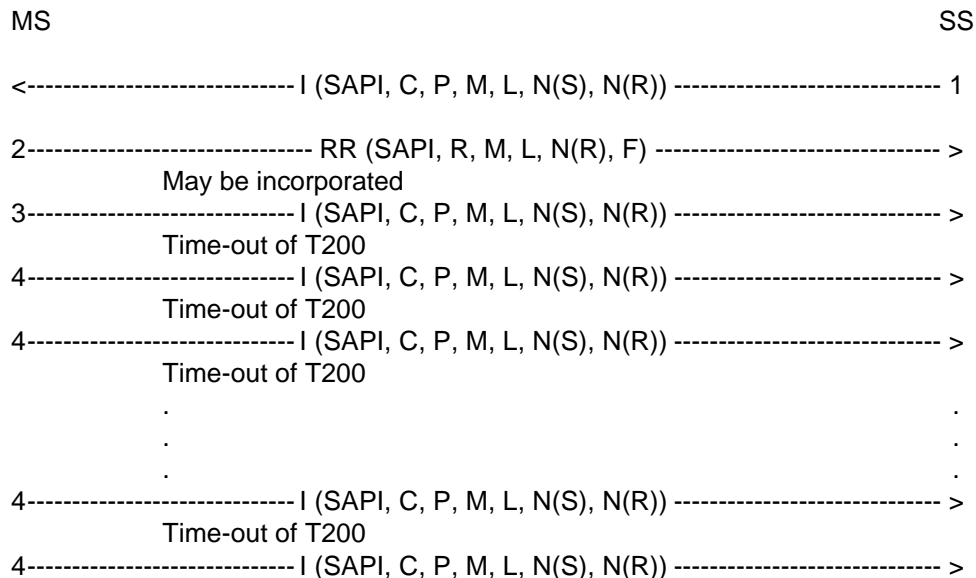 MS SS
<------------------------------ I (SAPI, C, P, M, L, N(S), N(R)) ------------------------------ 1
2-------------------------------- RR (SAPI, R, M, L, N(R), F) -------------------------------- >
May be incorporated
3------------------------------ I (SAPI, C, P, M, L, N(S), N(R)) ------------------------------ >
Time-out of T200
4------------------------------ I (SAPI, C, P, M, L, N(S), N(R)) ------------------------------ >
Time-out of T200
4------------------------------ I (SAPI, C, P, M, L, N(S), N(R)) ------------------------------ >
Time-out of T200
. .
. .
. .
4------------------------------ I (SAPI, C, P, M, L, N(S), N(R)) ------------------------------ >
Time-out of T200
4------------------------------ I (SAPI, C, P, M, L, N(S), N(R)) ------------------------------ >